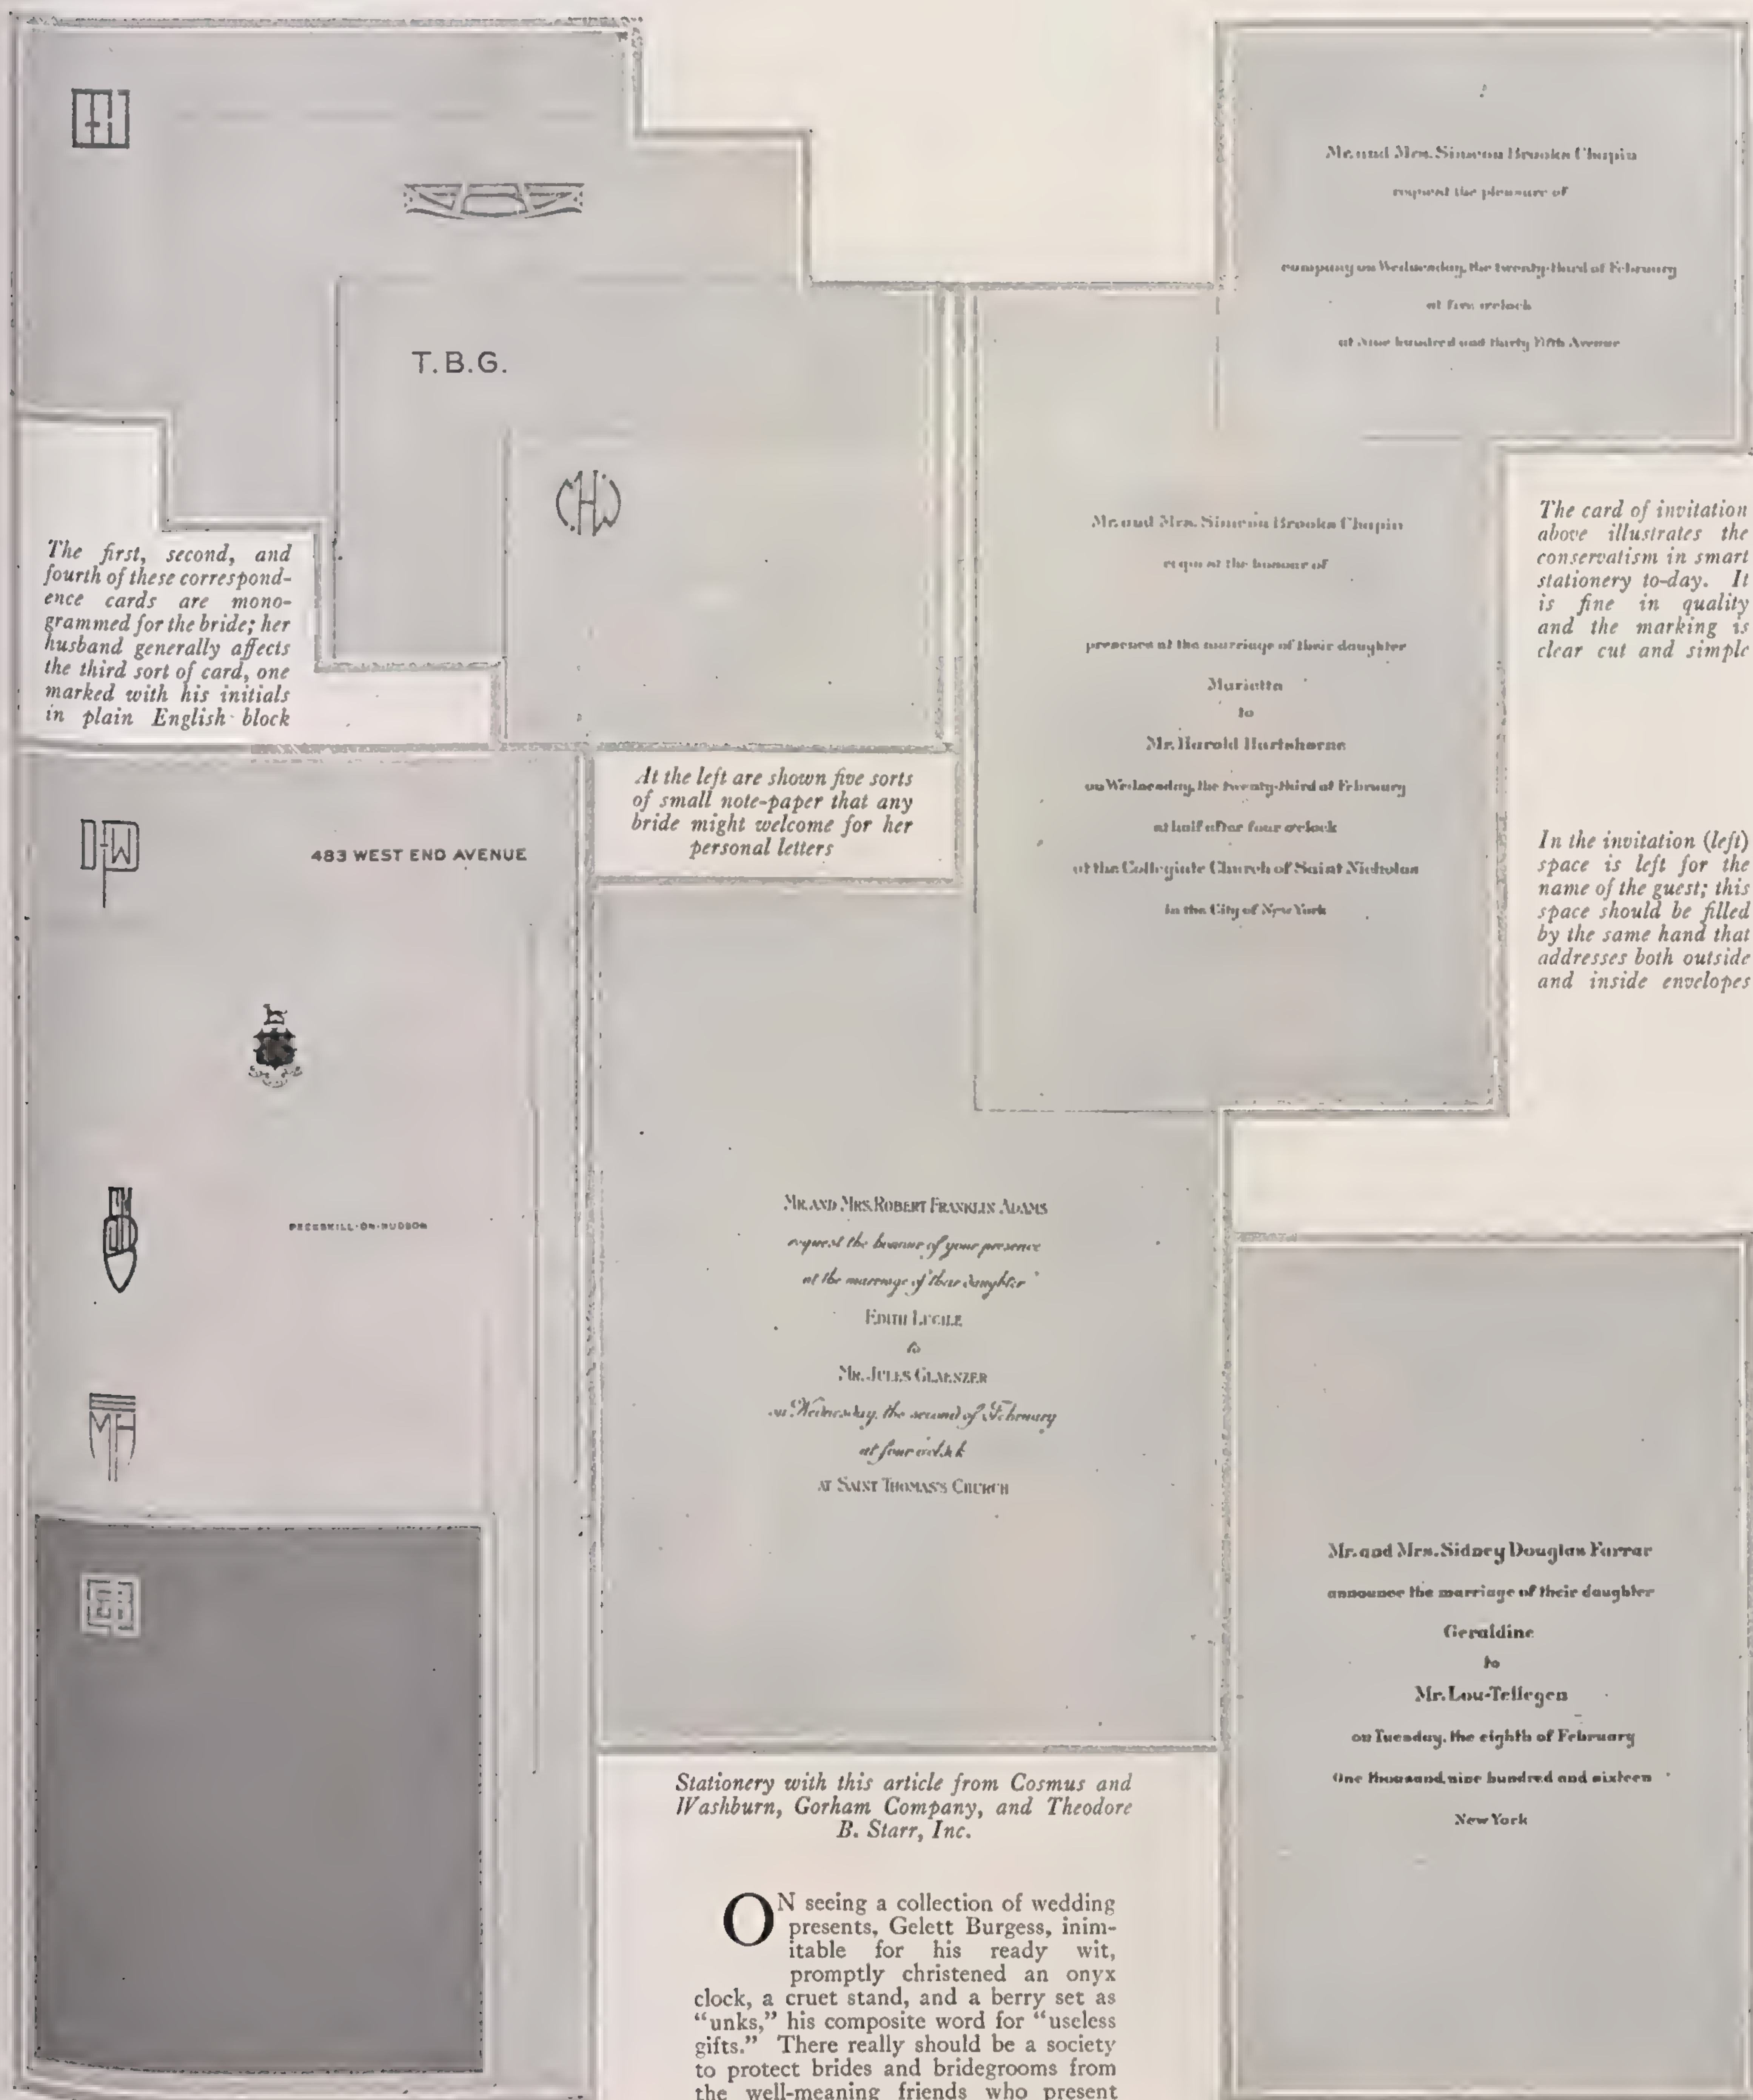 T.B.G.
CHW
The first, second, and
fourth of these correspond-
ence cards are mono-
grammed for the bride; her
husband generally affects
the third sort of card, one
marked with his initials
in plain English block
Mr. and Mrs. Simeon Brooks Chapin
request the pleasure of
company on Wednesday, the twenty-third of February
at five o'clock
at Nine hundred and thirty Fifth Avenue
Mr. and Mrs. Simeon Brooks Chapin
request the honour of
presence at the marriage of their daughter
Marietta
to
Mr. Harold Hartshorne
on Wednesday, the twenty-third of February
at half after four o'clock
at the Collegiate Church of Saint Nicholas
in the City of New York
The card of invitation
above illustrates the
conservatism in smart
stationery to-day. It
is fine in quality
and the marking is
clear cut and simple
In the invitation (left)
space is left for the
name of the guest; this
space should be filled
by the same hand that
addresses both outside
and inside envelopes
At the left are shown five sorts
of small note-paper that any
bride might welcome for her
personal letters
483 WEST END AVENUE
PEEKSKILL-ON-HUDSON
MH
MR. AND MRS. ROBERT FRANKLIN ADAMS
request the honour of your presence
at the marriage of their daughter
EDITH LUCILE
to
MR. JULES GLAENZER
on Wednesday, the second of February
at four o'clock
AT SAINT THOMAS'S CHURCH
Mr. and Mrs. Sidney Douglas Farrar
announce the marriage of their daughter
Geraldine
to
Mr. Lou-Tellegen
on Tuesday, the eighth of February
One thousand, nine hundred and sixteen
New York
Stationery with this article from Cosmus and
Washburn, Gorham Company, and Theodore
B. Starr, Inc.
ON seeing a collection of wedding
presents, Gelett Burgess, inim-
itable for his ready wit,
promptly christened an onyx
clock, a cruet stand, and a berry set as
"unks," his composite word for "useless
gifts." There really should be a society
to protect brides and bridegrooms from
the well-meaning friends who present